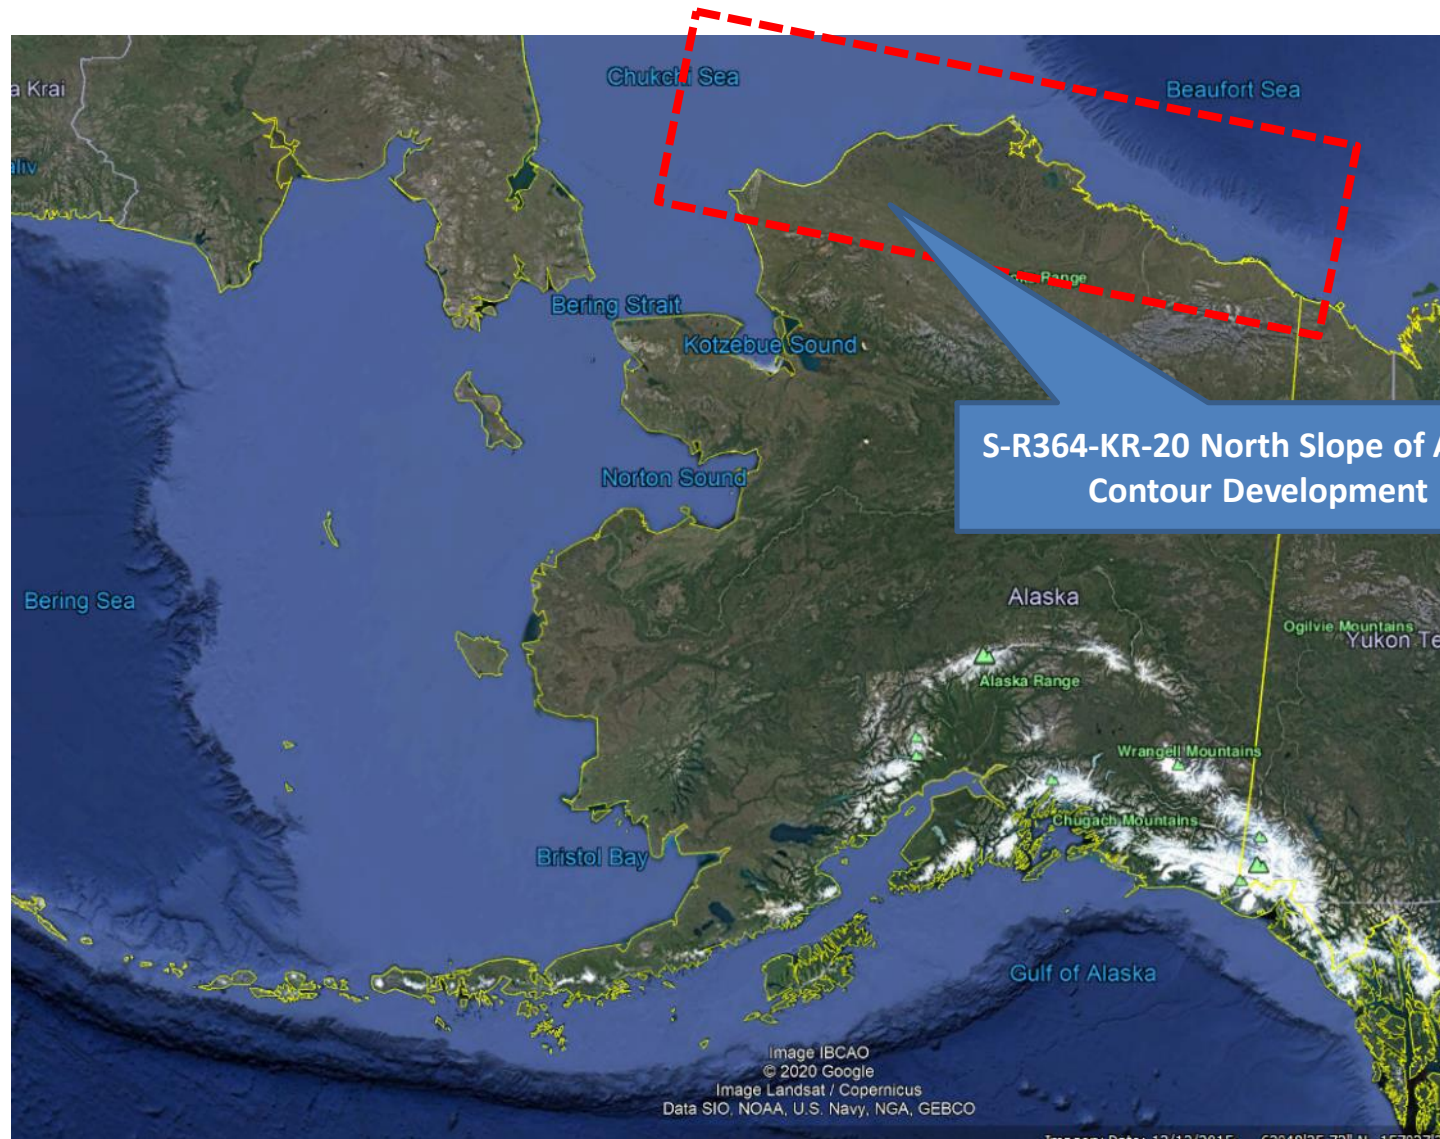 Chukchi Sea
Beaufort Sea
a Krai
Range
Bering Strait
Kotzebue Sound
S-R364-KR-20 North Slope of A
Contour Development
Norton Sound
Bering Sea
Alaska
Ogilvie Mountains
Yukon Te
Alaska Range
Wrangell Mountains
Chugach Mountains
Bristol Bay
Gulf of Alaska
Image IBCAO
© 2020 Google
Image Landsat / Copernicus
Data SIO, NOAA, U.S. Navy, NGA, GEBCO